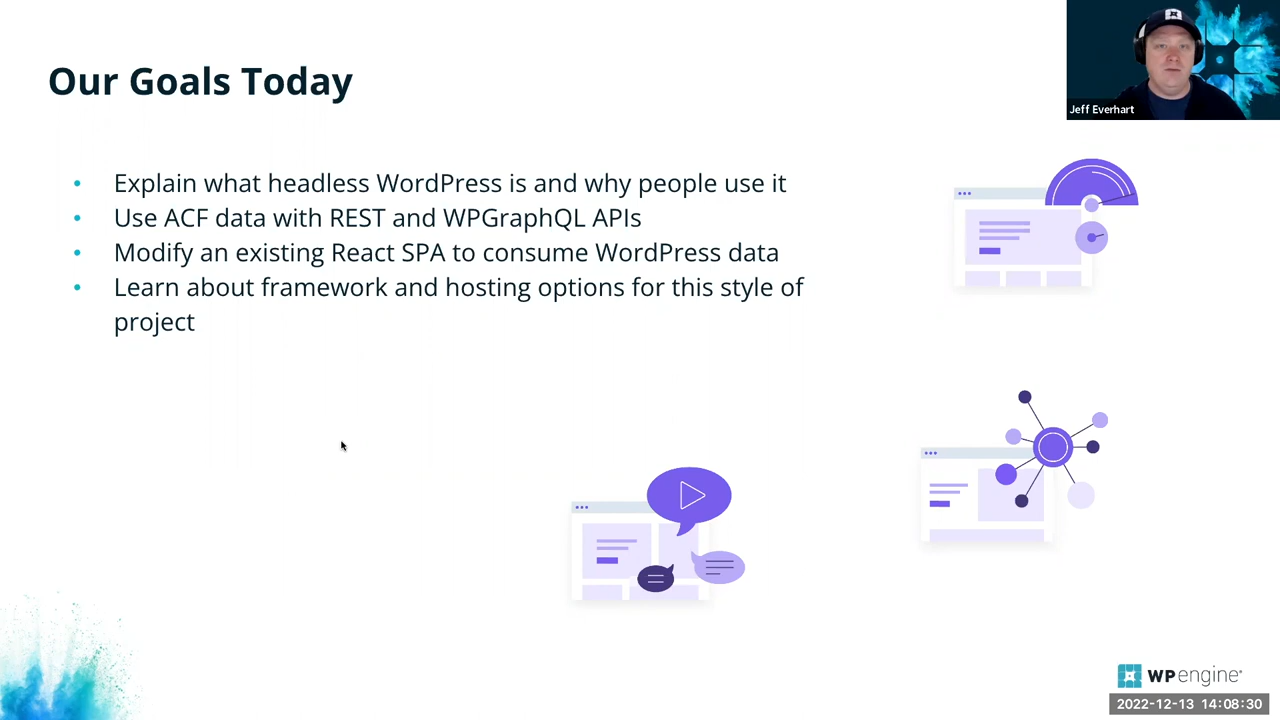 Our Goals Today
Jeff Everhart
• Explain what headless WordPress is and why people use it
• Use ACF data with REST and WPGraphQL APIs
• Modify an existing React SPA to consume WordPress data
• Learn about framework and hosting options for this style of
project
WP engine
2022-12-13 14:08:30